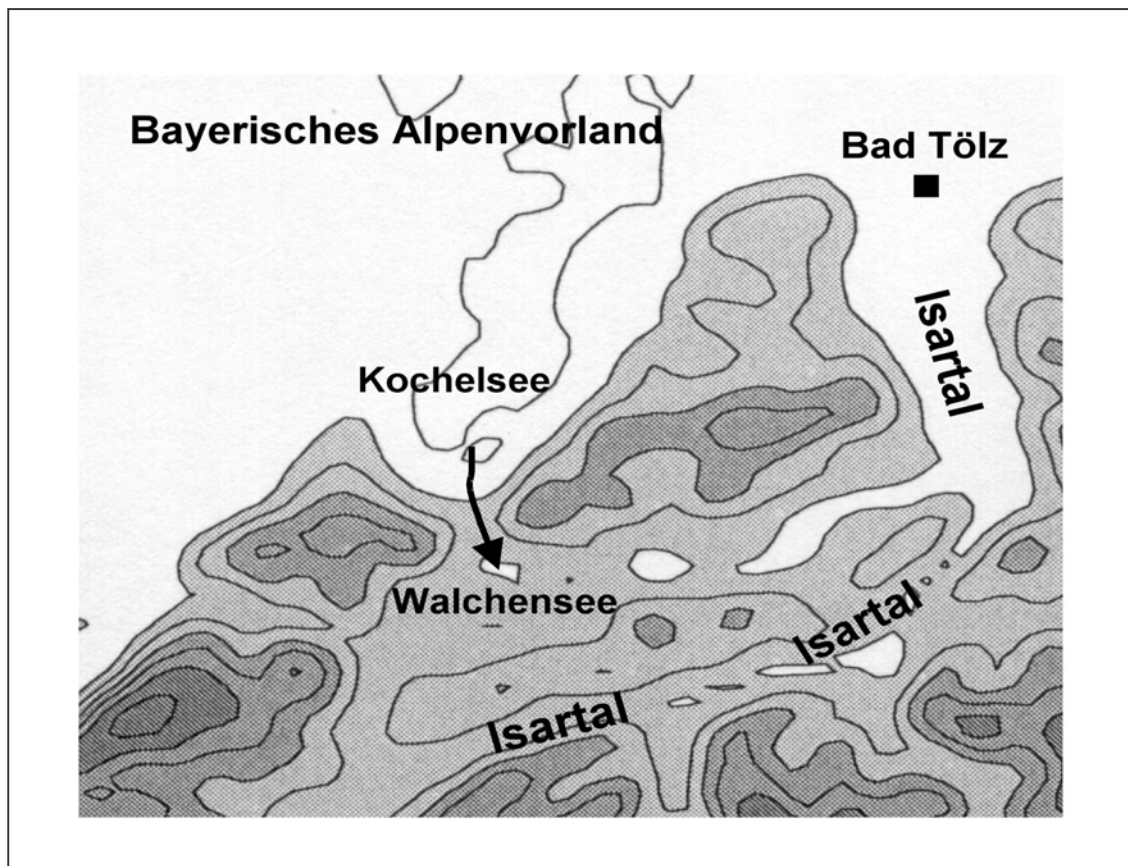 Bayerisches Alpenvorland
Bad Tölz
Isartal
Kochelsee
Walchensee
Isartal
Isartal